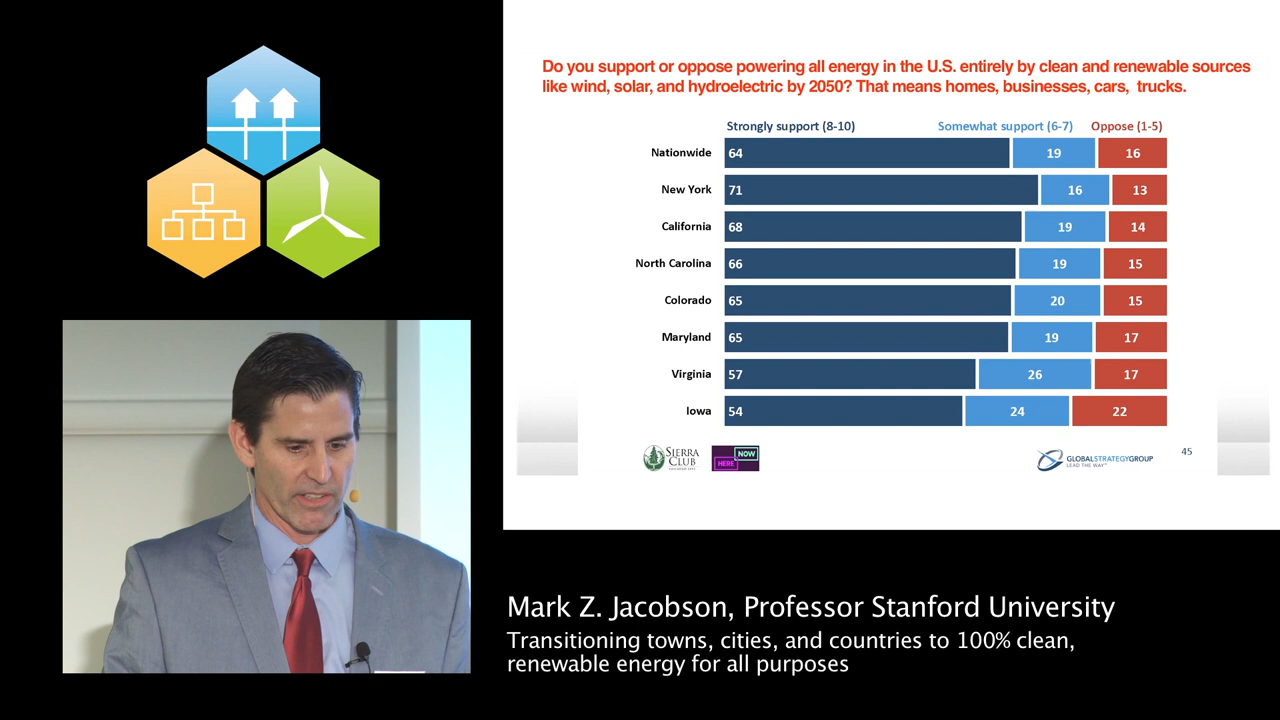 Do you support or oppose powering all energy in the U.S. entirely by clean and renewable sources
like wind, solar, and hydroelectric by 2050? That means homes, businesses, cars, trucks.
Strongly support (8-10) Somewhat support (6-7) Oppose (1-5)
Nationwide 64 19 16
New York 71 16 13
California 68 19 14
North Carolina 66 19 15
Colorado 65 20 15
Maryland 65 19 17
Virginia 57 26 17
Iowa 54 24 22
SIERRA
CLUB
HERE NOW
GLOBALSTRATEGYGROUP
LEAD THE WAY™
45
Mark Z. Jacobson, Professor Stanford University
Transitioning towns, cities, and countries to 100% clean,
renewable energy for all purposes